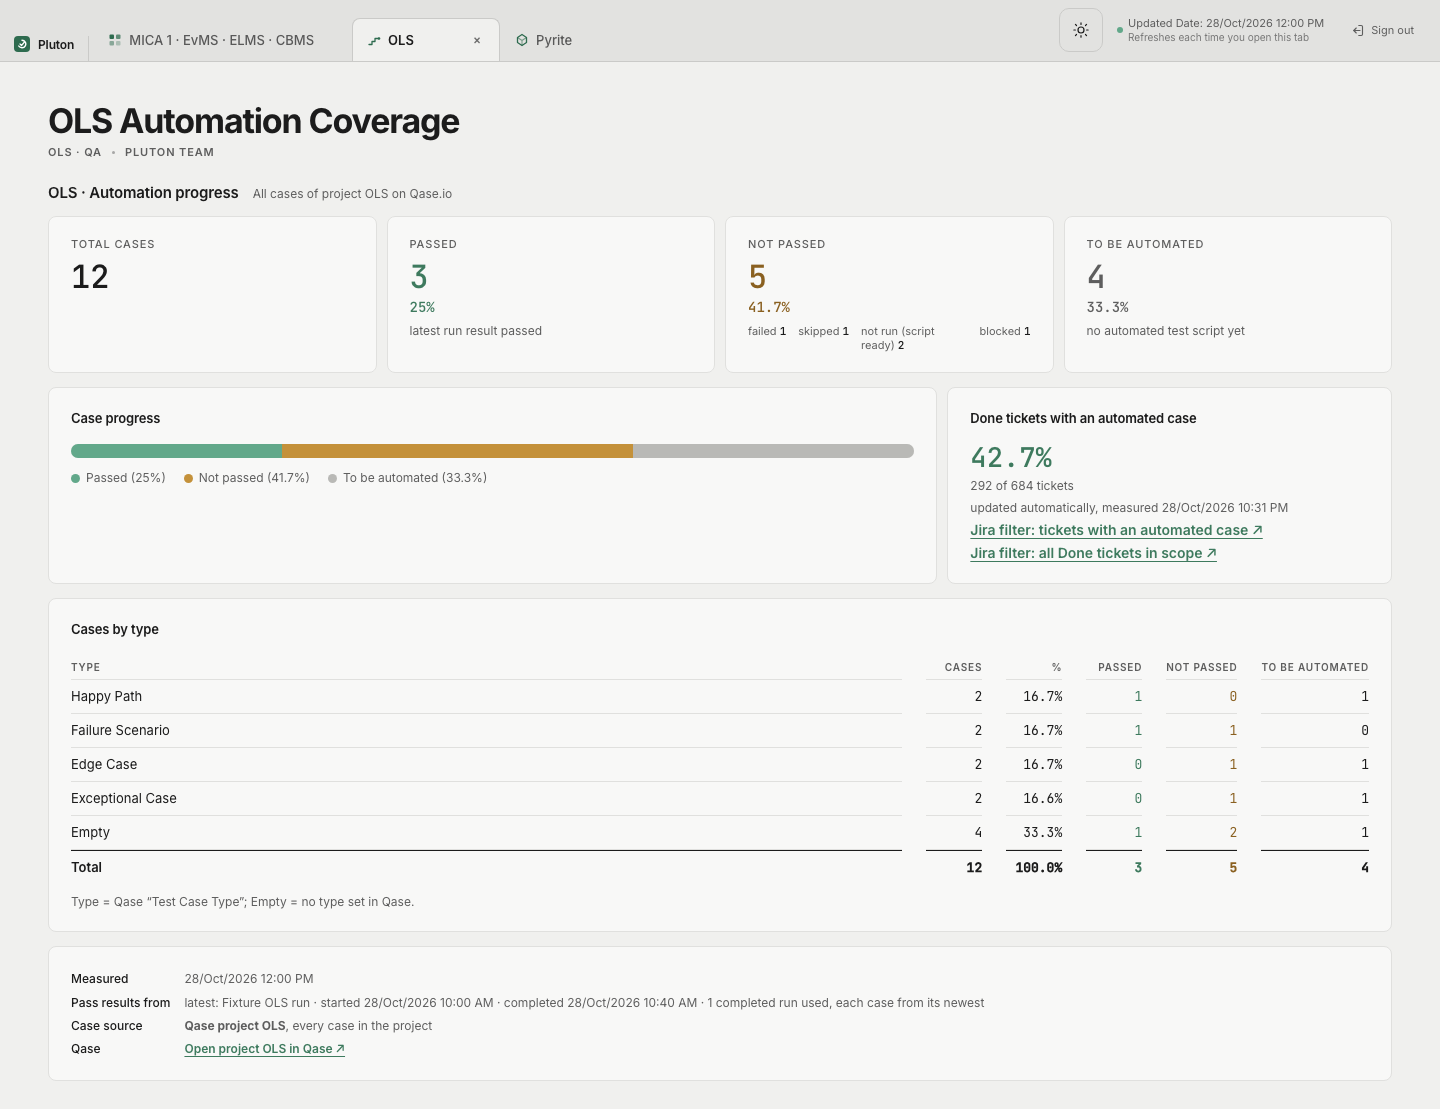 Pluton
MICA 1 · EvMS · ELMS · CBMS
OLS ×
Pyrite
Updated Date: 28/Oct/2026 12:00 PM
Refreshes each time you open this tab
Sign out
OLS Automation Coverage
OLS · QA • PLUTON TEAM
OLS · Automation progress All cases of project OLS on Qase.io
TOTAL CASES
12
PASSED
3
25%
latest run result passed
NOT PASSED
5
41.7%
failed 1 skipped 1 not run (script ready) 2 blocked 1
TO BE AUTOMATED
4
33.3%
no automated test script yet
Case progress
Passed (25%) Not passed (41.7%) To be automated (33.3%)
Done tickets with an automated case
42.7%
292 of 684 tickets
updated automatically, measured 28/Oct/2026 10:31 PM
Jira filter: tickets with an automated case ↗
Jira filter: all Done tickets in scope ↗
Cases by type
TYPE CASES % PASSED NOT PASSED TO BE AUTOMATED
Happy Path 2 16.7% 1 0 1
Failure Scenario 2 16.7% 1 1 0
Edge Case 2 16.7% 0 1 1
Exceptional Case 2 16.6% 0 1 1
Empty 4 33.3% 1 2 1
Total 12 100.0% 3 5 4
Type = Qase “Test Case Type”; Empty = no type set in Qase.
Measured 28/Oct/2026 12:00 PM
Pass results from latest: Fixture OLS run · started 28/Oct/2026 10:00 AM · completed 28/Oct/2026 10:40 AM · 1 completed run used, each case from its newest
Case source Qase project OLS, every case in the project
Qase Open project OLS in Qase ↗